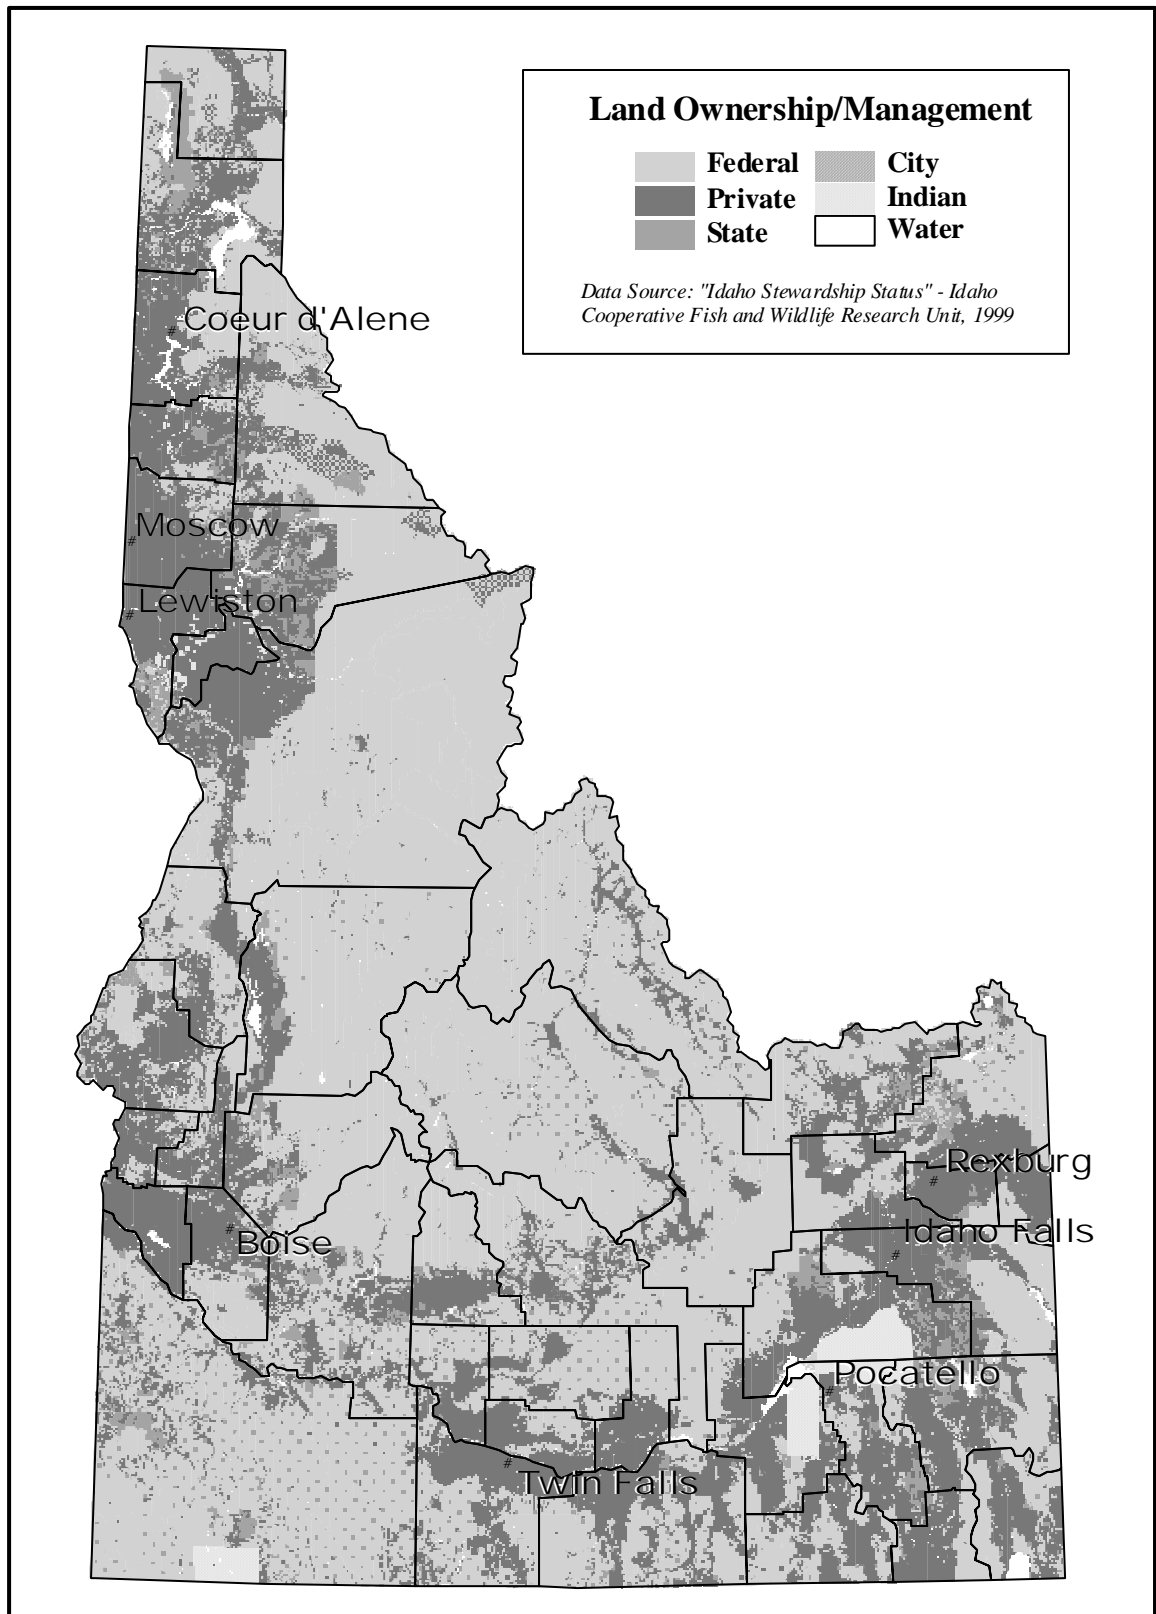 Land Ownership/Management
Federal
Private
State
City
Indian
Water
Data Source: "Idaho Stewardship Status" - Idaho
Cooperative Fish and Wildlife Research Unit, 1999
Coeur d'Alene
#
Moscow
#
Lewiston
#
Rexburg
#
Idaho Falls
#
Boise
#
Pocatello
#
Twin Falls
#